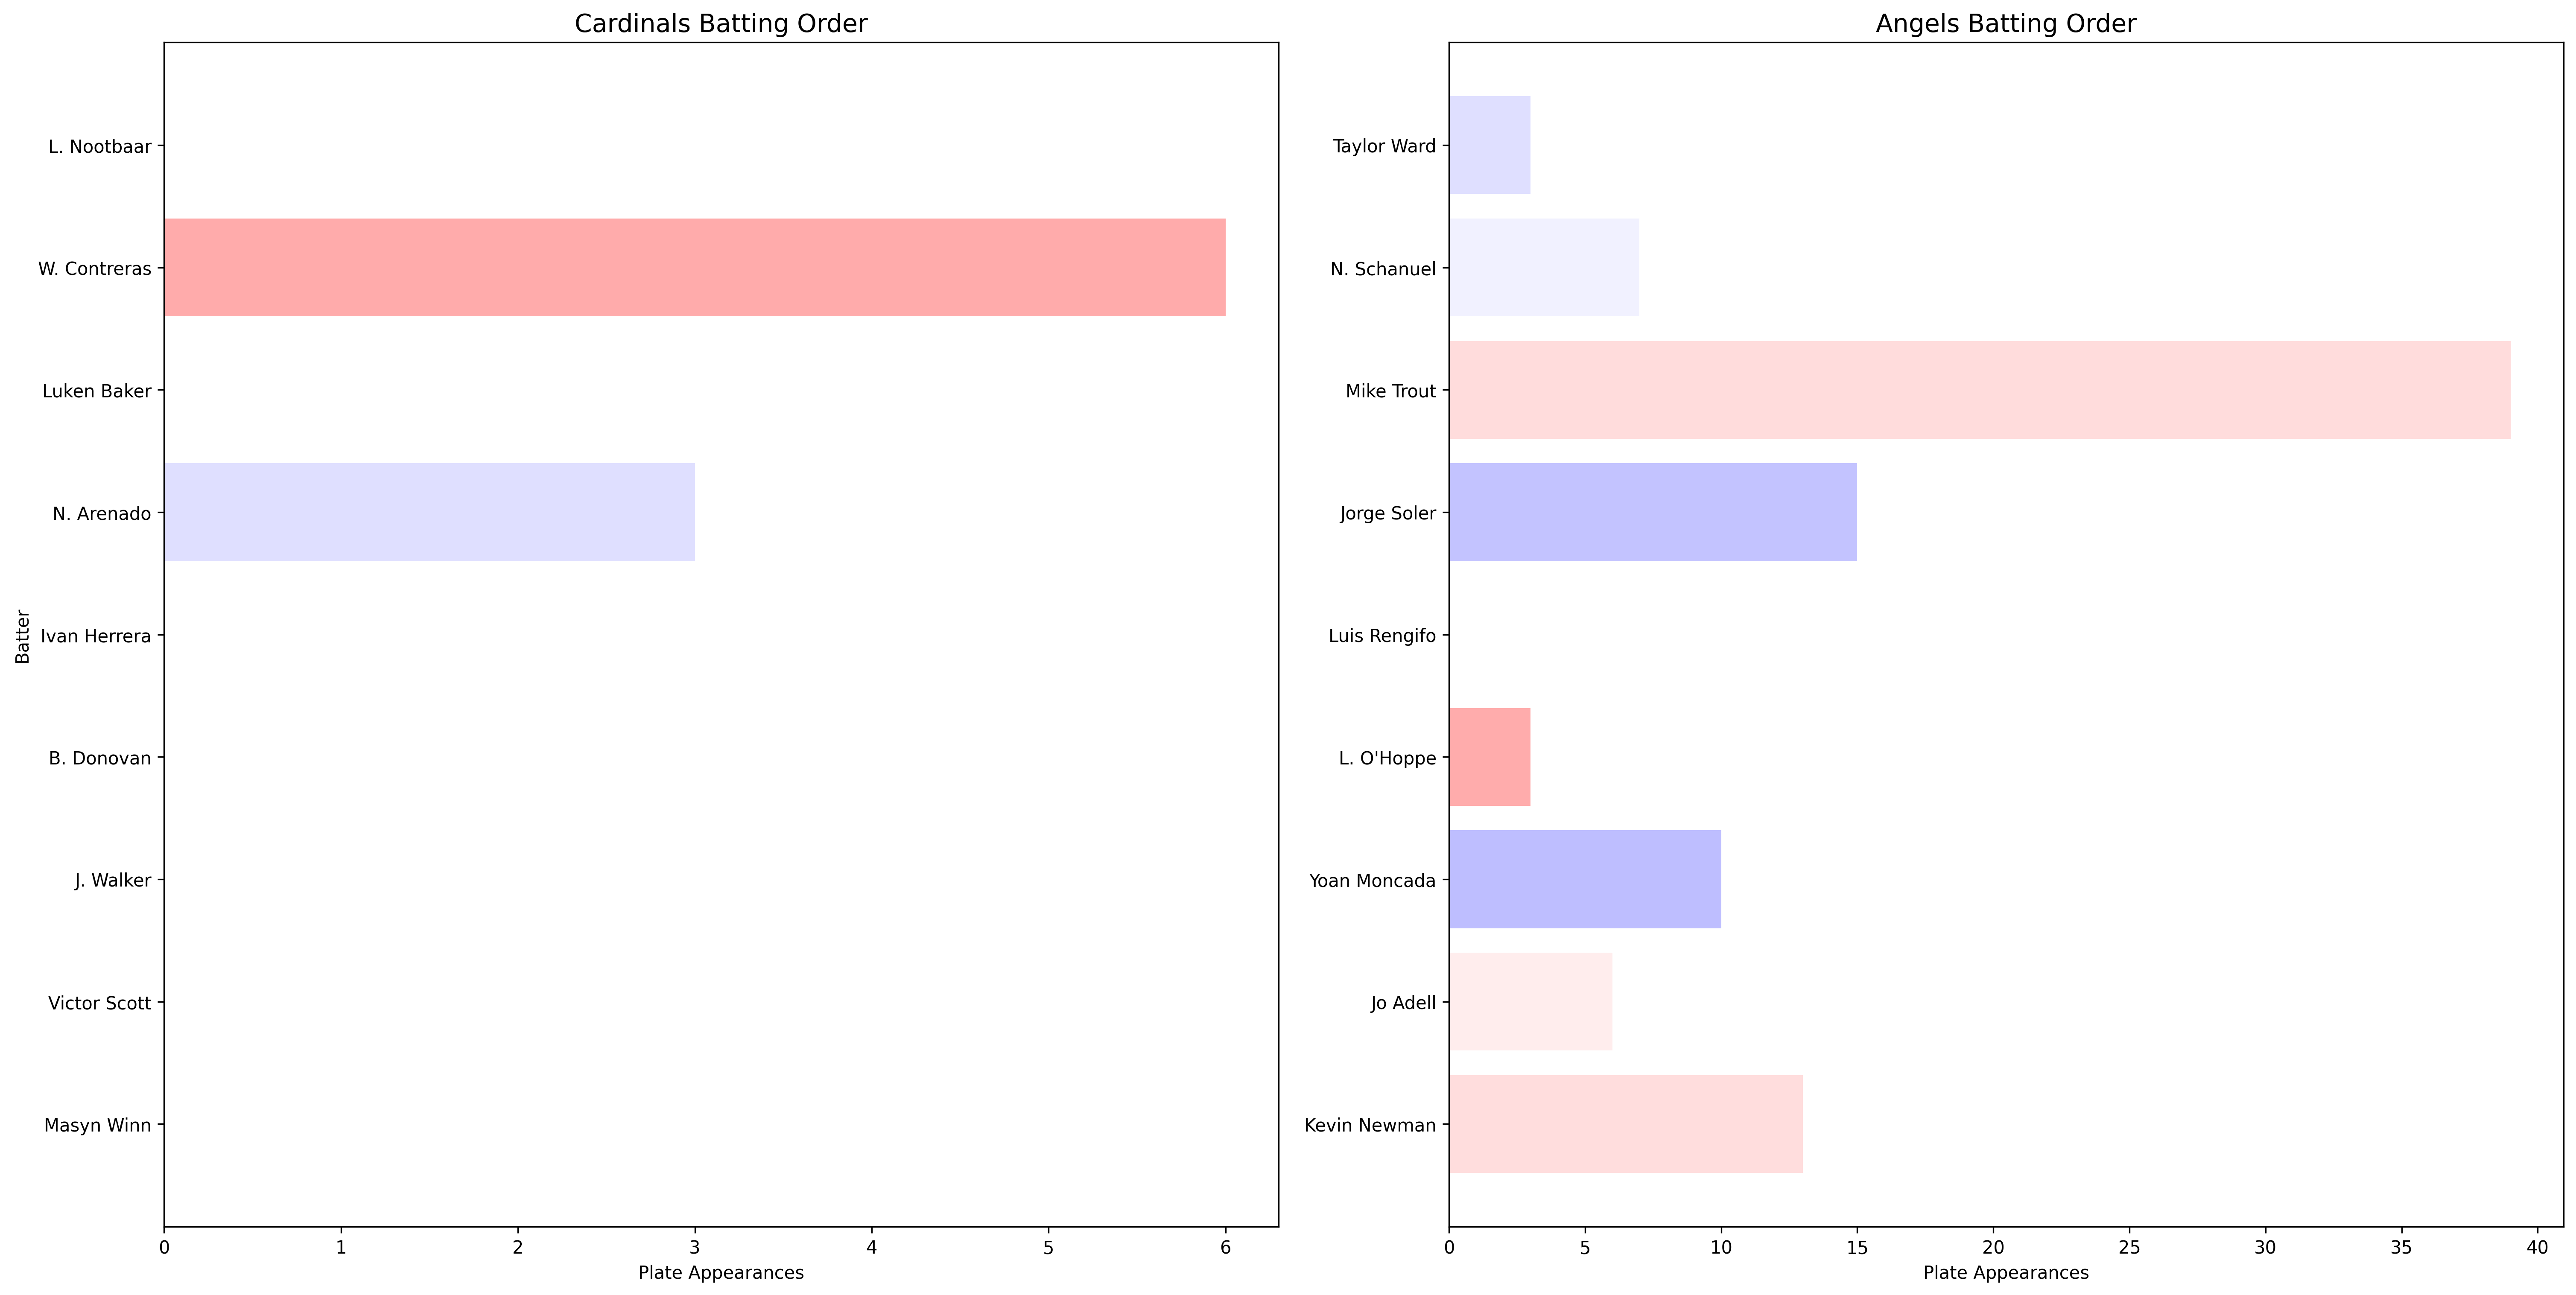 Cardinals Batting Order
Batter
L. Nootbaar
W. Contreras
Luken Baker
N. Arenado
Ivan Herrera
B. Donovan
J. Walker
Victor Scott
Masyn Winn
0 1 2 3 4 5 6
Plate Appearances
Angels Batting Order
Taylor Ward
N. Schanuel
Mike Trout
Jorge Soler
Luis Rengifo
L. O'Hoppe
Yoan Moncada
Jo Adell
Kevin Newman
0 5 10 15 20 25 30 35 40
Plate Appearances